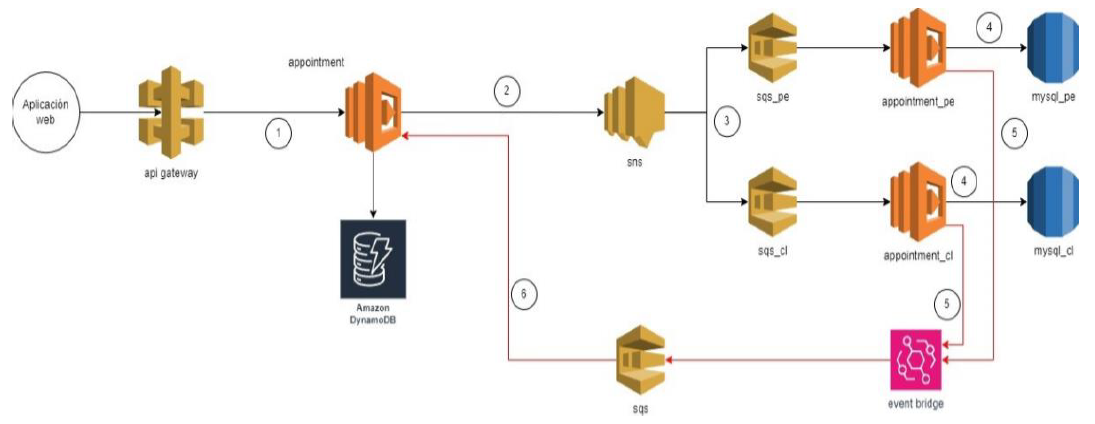 Aplicación
web
api gateway
1
appointment
Amazon
DynamoDB
2
sns
3
sqs_pe
appointment_pe
4
mysql_pe
5
sqs_cl
appointment_cl
4
mysql_cl
5
6
sqs
event bridge